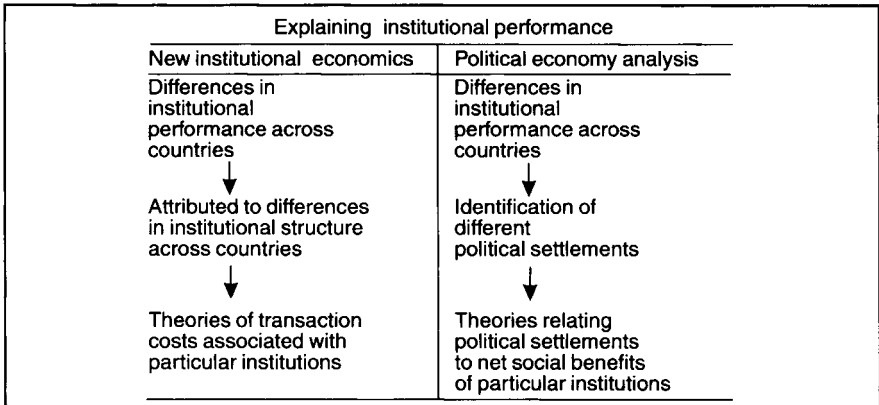 Explaining institutional performance
New institutional economics
Differences in
institutional
performance across
countries
Attributed to differences
in institutional structure
across countries
Theories of transaction
costs associated with
particular institutions
Political economy analysis
Differences in
institutional
performance across
countries
Identification of
different
political settlements
Theories relating
political settlements
to net social benefits
of particular institutions